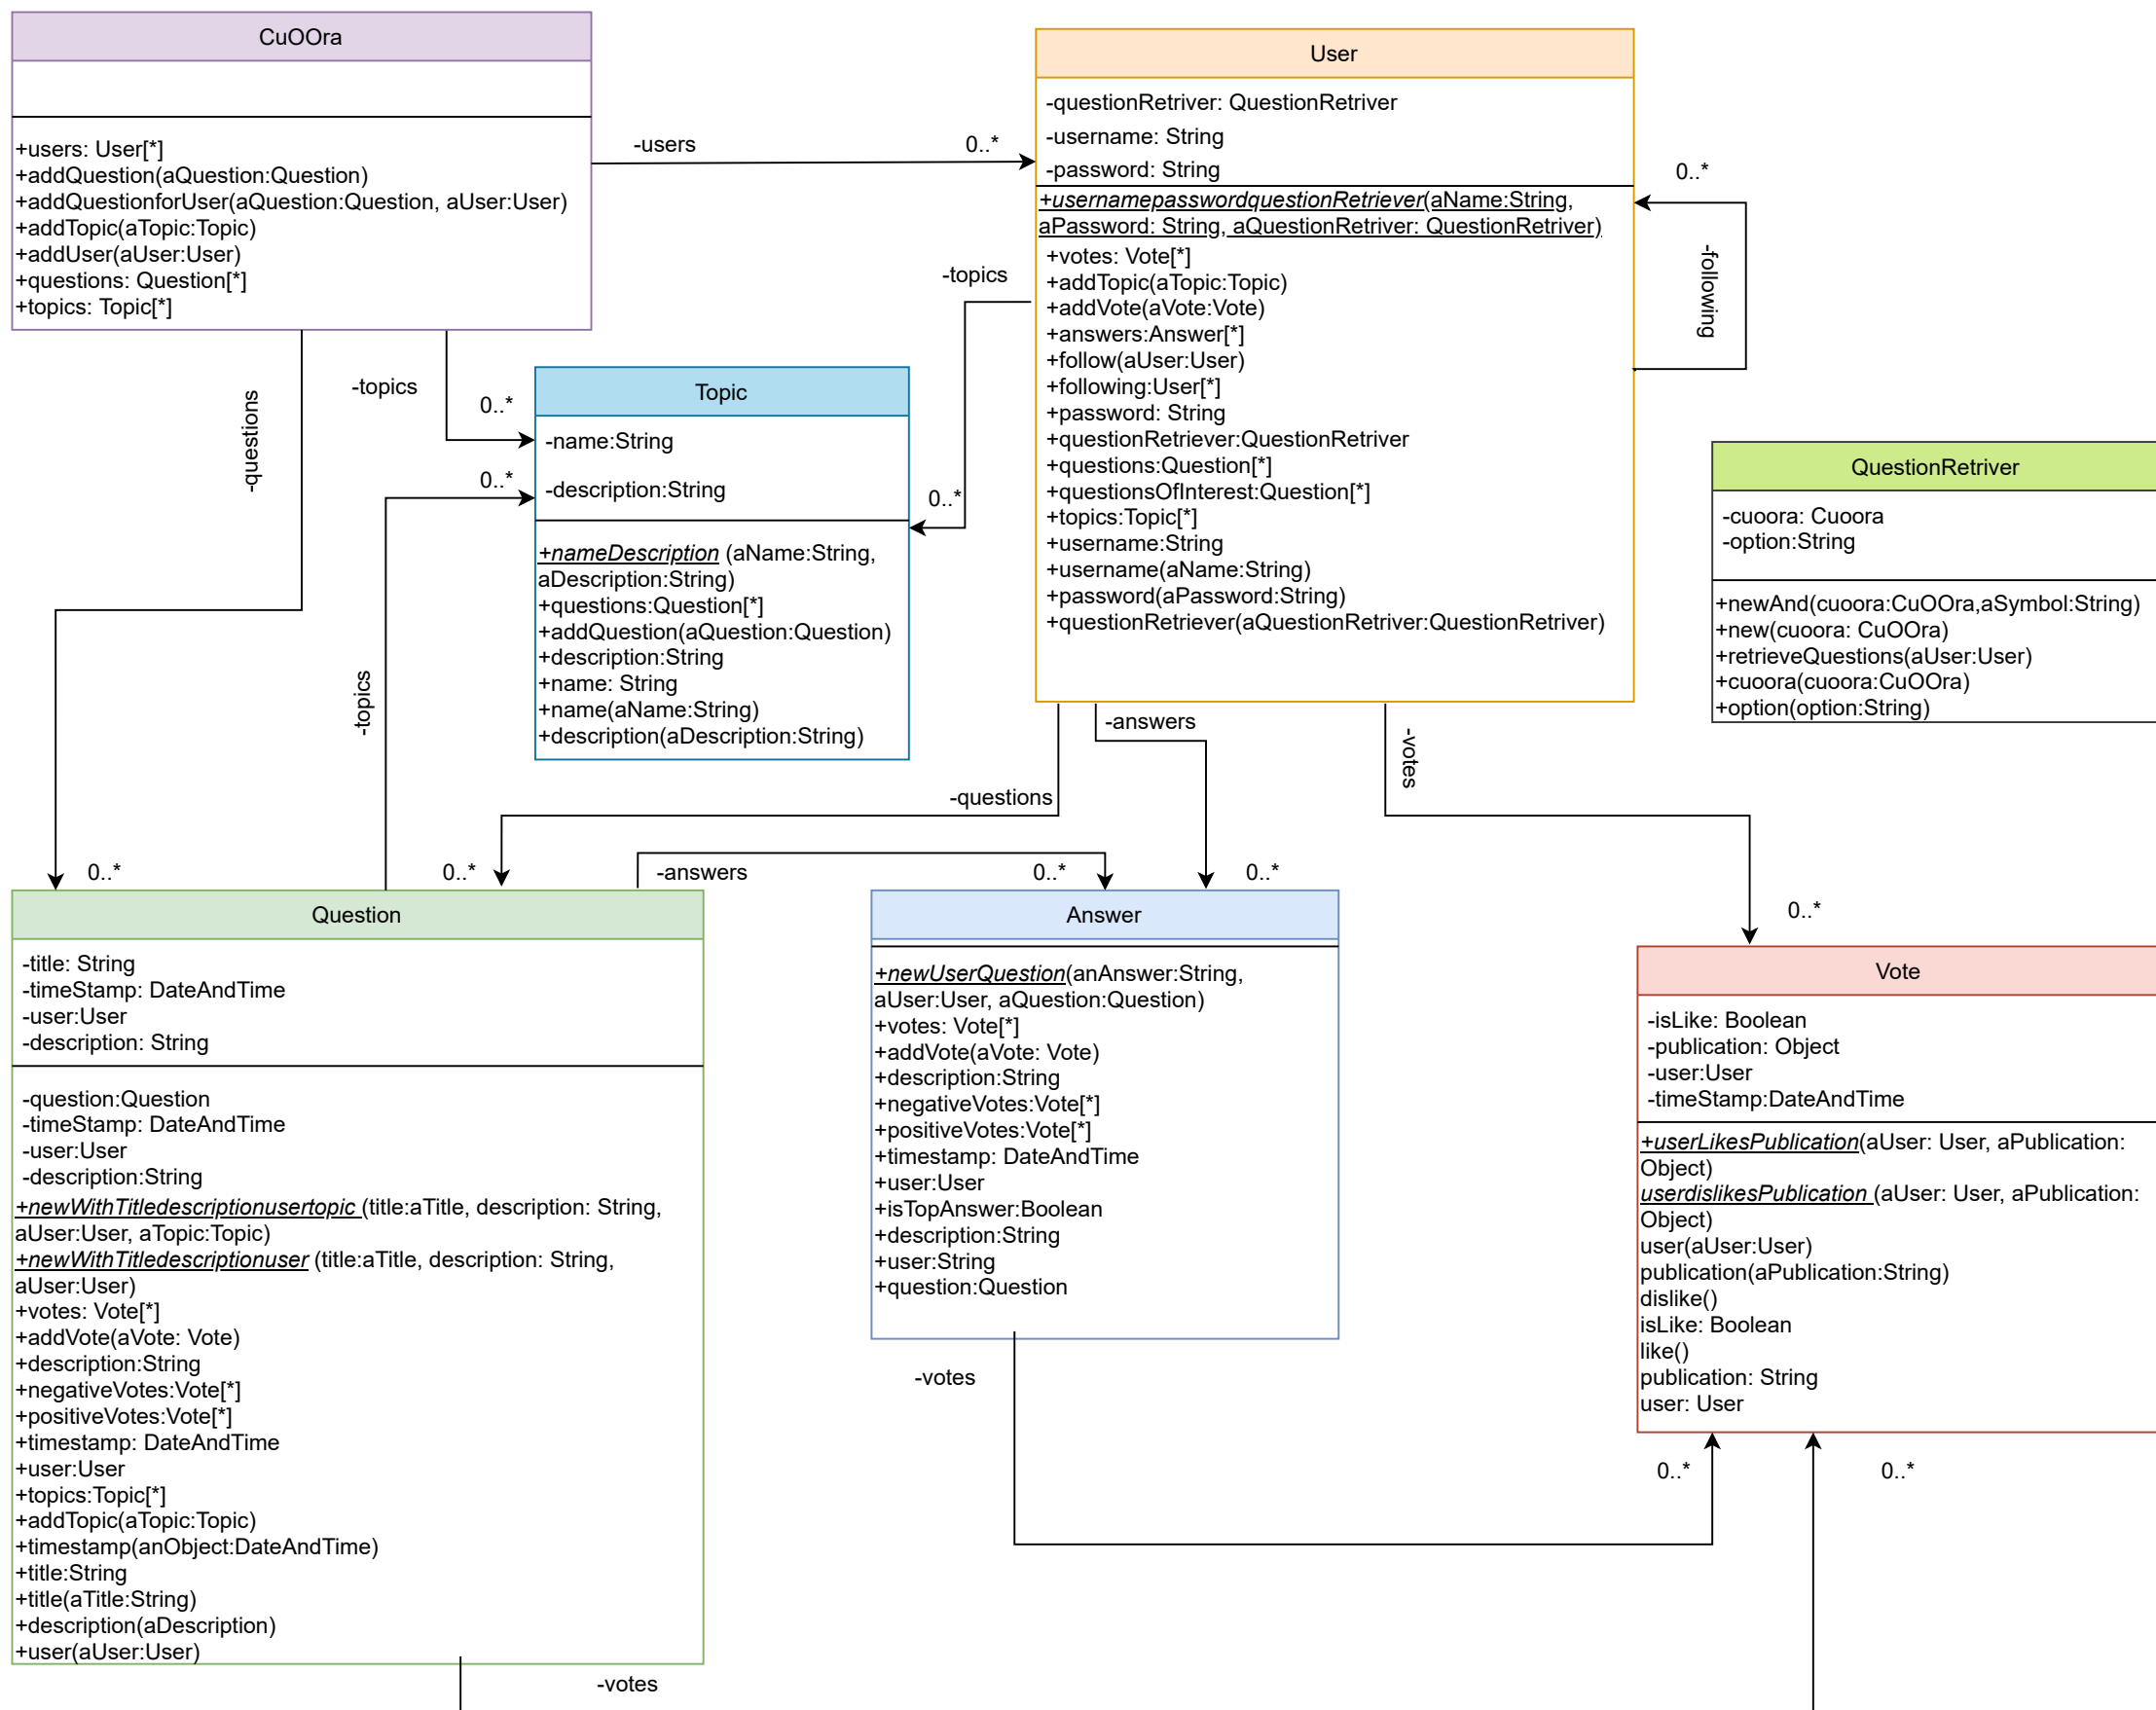 CuOOra
+users: User[*]
+addQuestion(aQuestion:Question)
+addQuestionforUser(aQuestion:Question, aUser:User)
+addTopic(aTopic:Topic)
+addUser(aUser:User)
+questions: Question[*]
+topics: Topic[*]
-users
0..*
User
-questionRetriver: QuestionRetriver
-username: String
-password: String
+usernamepasswordquestionRetriever(aName:String,
aPassword: String, aQuestionRetriver: QuestionRetriver)
+votes: Vote[*]
+addTopic(aTopic:Topic)
+addVote(aVote:Vote)
+answers:Answer[*]
+follow(aUser:User)
+following:User[*]
+password: String
+questionRetriever:QuestionRetriver
+questions:Question[*]
+questionsOfInterest:Question[*]
+topics:Topic[*]
+username:String
+username(aName:String)
+password(aPassword:String)
+questionRetriever(aQuestionRetriver:QuestionRetriver)
0..*
-following
-topics
0..*
-questions
-topics
0..*
0..*
-topics
Topic
-name:String
-description:String
+nameDescription (aName:String,
aDescription:String)
+questions:Question[*]
+addQuestion(aQuestion:Question)
+description:String
+name: String
+name(aName:String)
+description(aDescription:String)
QuestionRetriver
-cuoora: Cuoora
-option:String
+newAnd(cuoora:CuOOra,aSymbol:String)
+new(cuoora: CuOOra)
+retrieveQuestions(aUser:User)
+cuoora(cuoora:CuOOra)
+option(option:String)
-answers
-votes
-questions
0..*
0..*
-answers
0..*
0..*
0..*
Question
-title: String
-timeStamp: DateAndTime
-user:User
-description: String
-question:Question
-timeStamp: DateAndTime
-user:User
-description:String
+newWithTitledescriptionusertopic (title:aTitle, description: String,
aUser:User, aTopic:Topic)
+newWithTitledescriptionuser (title:aTitle, description: String,
aUser:User)
+votes: Vote[*]
+addVote(aVote: Vote)
+description:String
+negativeVotes:Vote[*]
+positiveVotes:Vote[*]
+timestamp: DateAndTime
+user:User
+topics:Topic[*]
+addTopic(aTopic:Topic)
+timestamp(anObject:DateAndTime)
+title:String
+title(aTitle:String)
+description(aDescription)
+user(aUser:User)
-votes
Answer
+newUserQuestion(anAnswer:String,
aUser:User, aQuestion:Question)
+votes: Vote[*]
+addVote(aVote: Vote)
+description:String
+negativeVotes:Vote[*]
+positiveVotes:Vote[*]
+timestamp: DateAndTime
+user:User
+isTopAnswer:Boolean
+description:String
+user:String
+question:Question
-votes
Vote
-isLike: Boolean
-publication: Object
-user:User
-timeStamp:DateAndTime
+userLikesPublication(aUser: User, aPublication:
Object)
userdislikesPublication (aUser: User, aPublication:
Object)
user(aUser:User)
publication(aPublication:String)
dislike()
isLike: Boolean
like()
publication: String
user: User
0..*
0..*